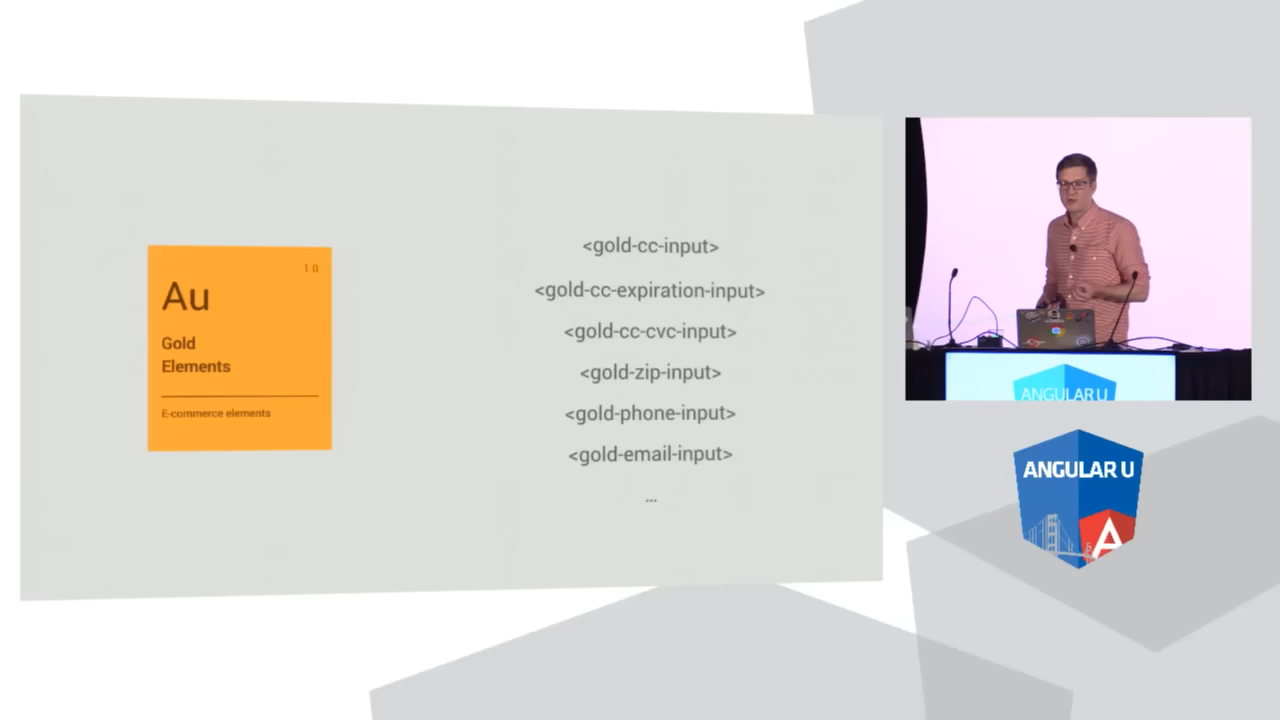 1.0
Au
Gold
Elements
E-commerce elements
<gold-cc-input>
<gold-cc-expiration-input>
<gold-cc-cvc-input>
<gold-zip-input>
<gold-phone-input>
<gold-email-input>
...
ANGULAR U
ANGULAR U
A